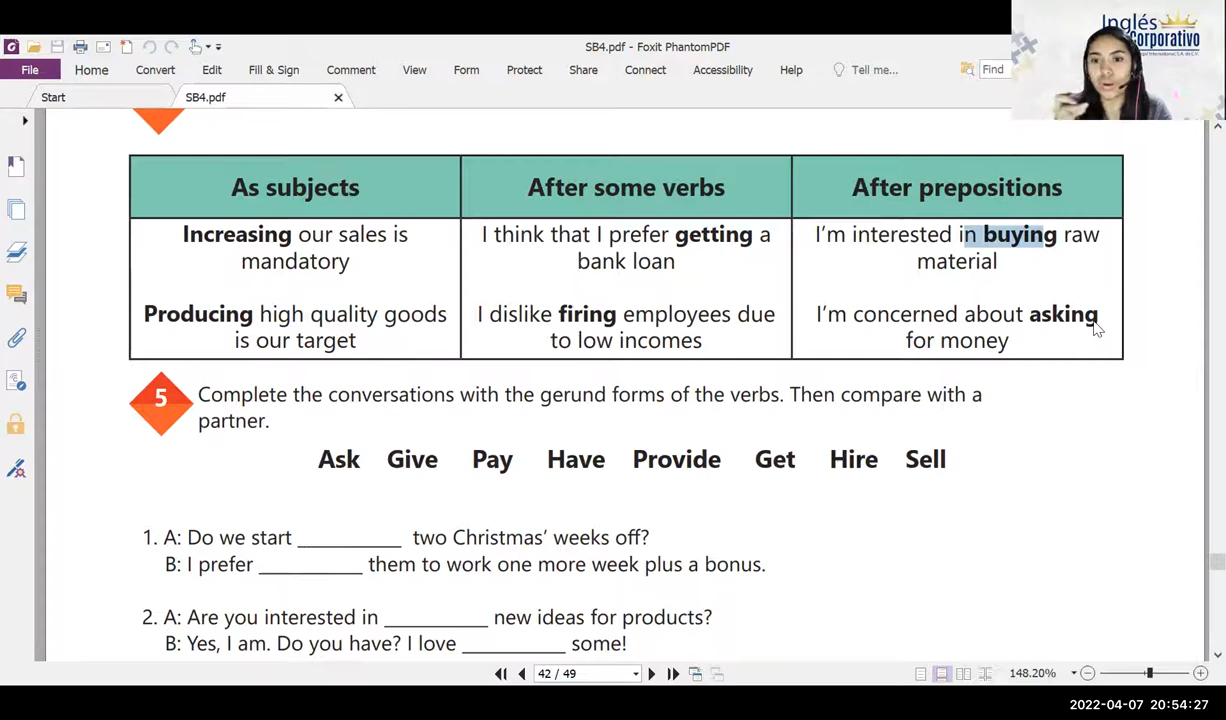 Inglés
Corporativo
SB4.pdf - Foxit PhantomPDF
File Home Convert Edit Fill & Sign Comment View Form Protect Share Connect Accessibility Help Tell me... Find
Start SB4.pdf
As subjects After some verbs After prepositions
Increasing our sales is
mandatory
Producing high quality goods
is our target
I think that I prefer getting a
bank loan
I dislike firing employees due
to low incomes
I'm interested in buying raw
material
I'm concerned about asking
for money
5 Complete the conversations with the gerund forms of the verbs. Then compare with a
partner.
Ask Give Pay Have Provide Get Hire Sell
1. A: Do we start __________ two Christmas' weeks off?
B: I prefer __________ them to work one more week plus a bonus.
2. A: Are you interested in __________ new ideas for products?
B: Yes, I am. Do you have? I love __________ some!
42 / 49 148.20%
2022-04-07 20:54:27